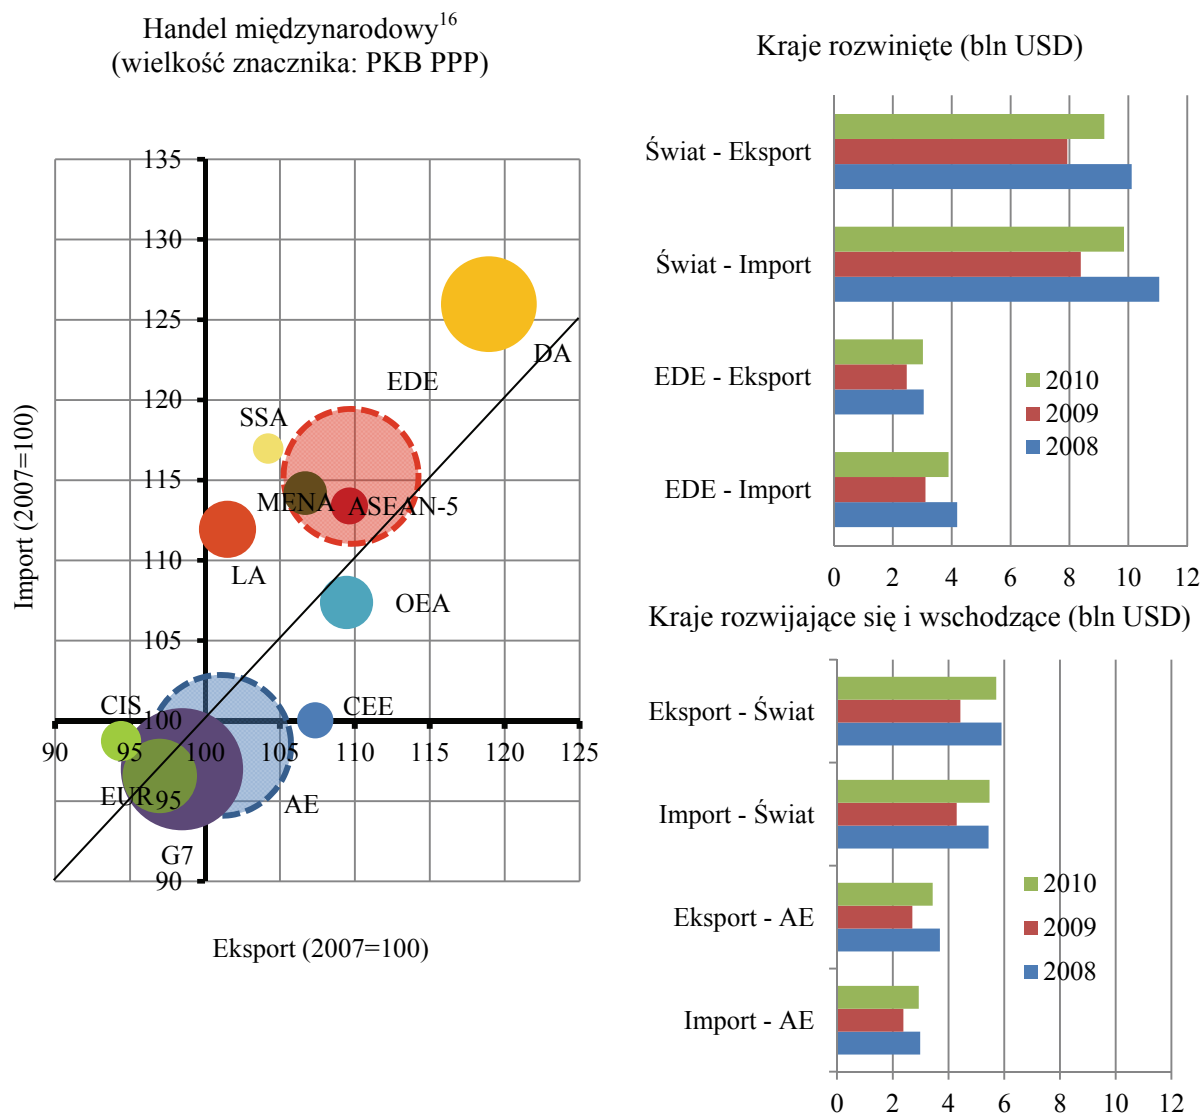 Handel międzynarodowy16
(wielkość znacznika: PKB PPP)
135
130
125
120
115
110
105
100
95
90
90
95
100
105
110
115
120
125
DA
EDE
SSA
MENA
ASEAN-5
LA
OEA
CIS
CEE
EUR
AE
G7
Import (2007=100)
Eksport (2007=100)
Kraje rozwinięte (bln USD)
Świat - Eksport
Świat - Import
EDE - Eksport
EDE - Import
2010
2009
2008
0 2 4 6 8 10 12
Kraje rozwijające się i wschodzące (bln USD)
Eksport - Świat
Import - Świat
Eksport - AE
Import - AE
2010
2009
2008
0 2 4 6 8 10 12